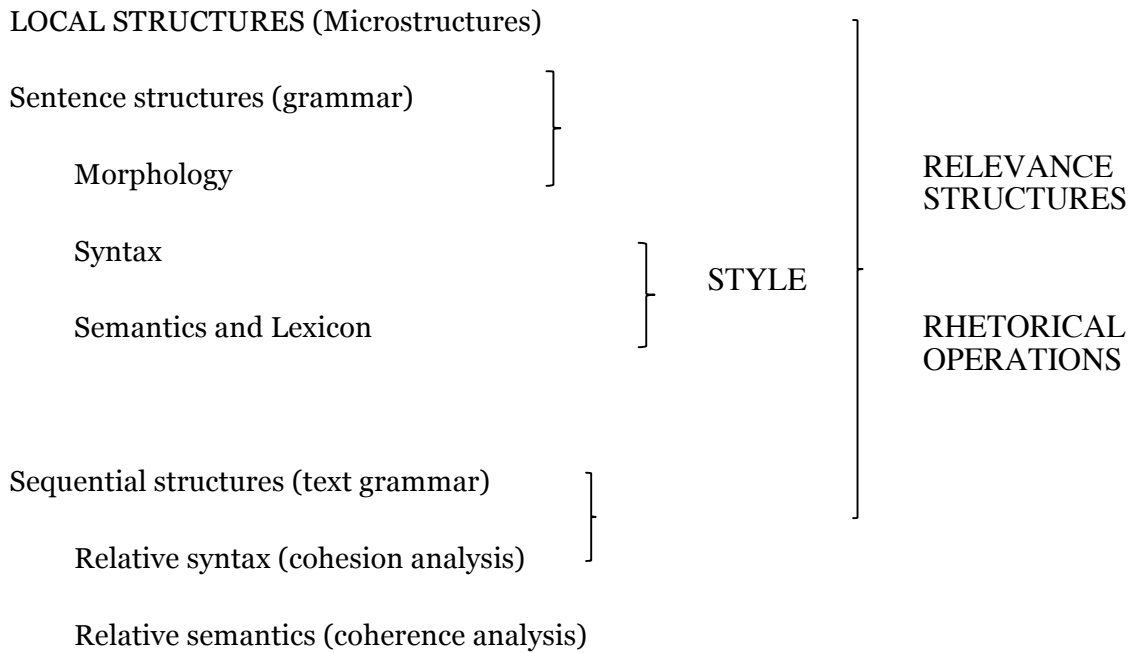 LOCAL STRUCTURES (Microstructures)
Sentence structures (grammar)
Morphology
Syntax
Semantics and Lexicon
Sequential structures (text grammar)
Relative syntax (cohesion analysis)
Relative semantics (coherence analysis)
STYLE
RELEVANCE
STRUCTURES
RHETORICAL
OPERATIONS